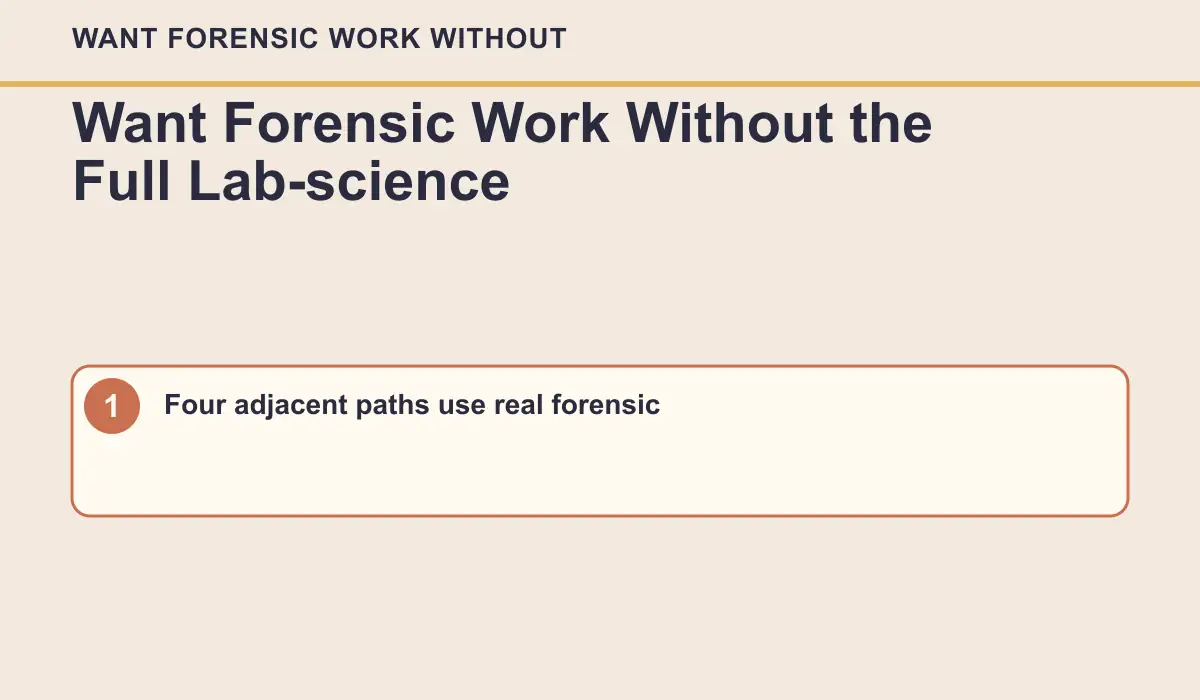 WANT FORENSIC WORK WITHOUT
Want Forensic Work Without the
Full Lab-science
1
Four adjacent paths use real forensic